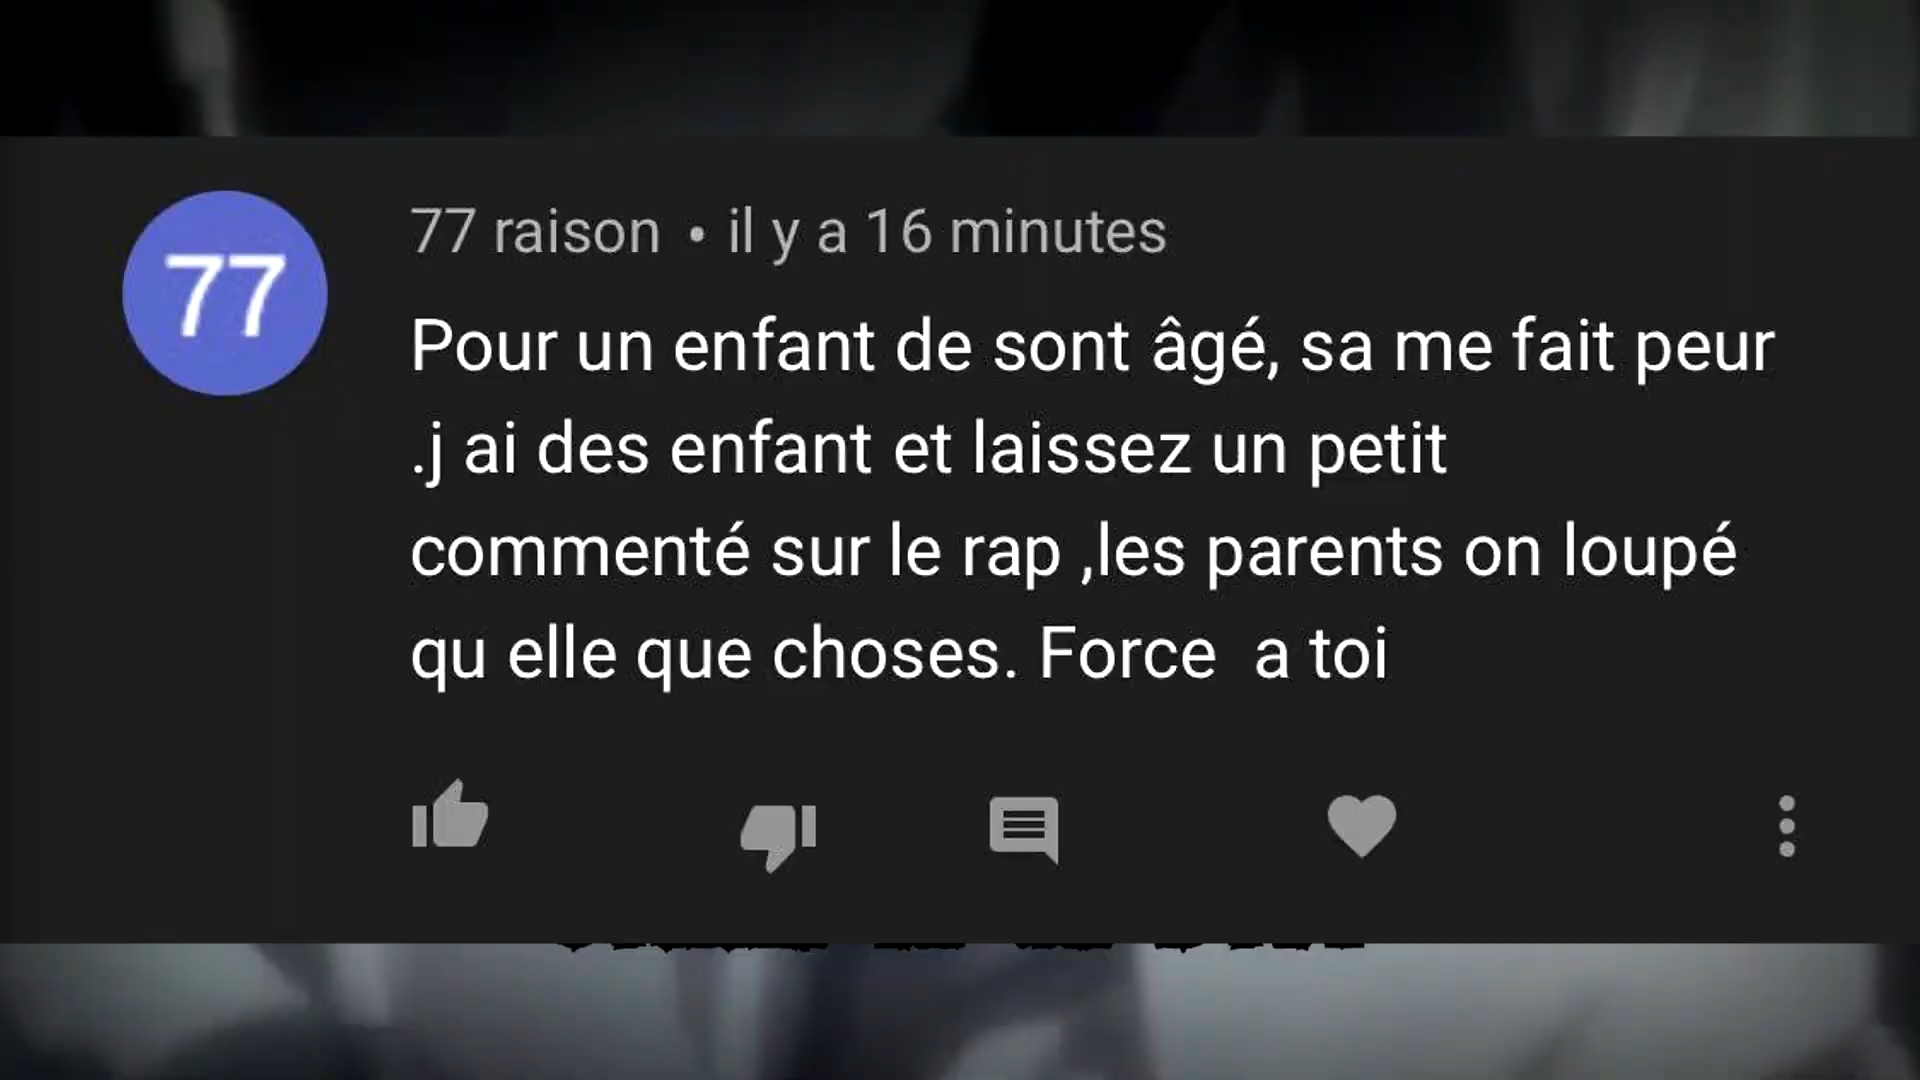 77
77 raison • il y a 16 minutes
Pour un enfant de sont âgé, sa me fait peur
.j ai des enfant et laissez un petit
commenté sur le rap ,les parents on loupé
qu elle que choses. Force  a toi